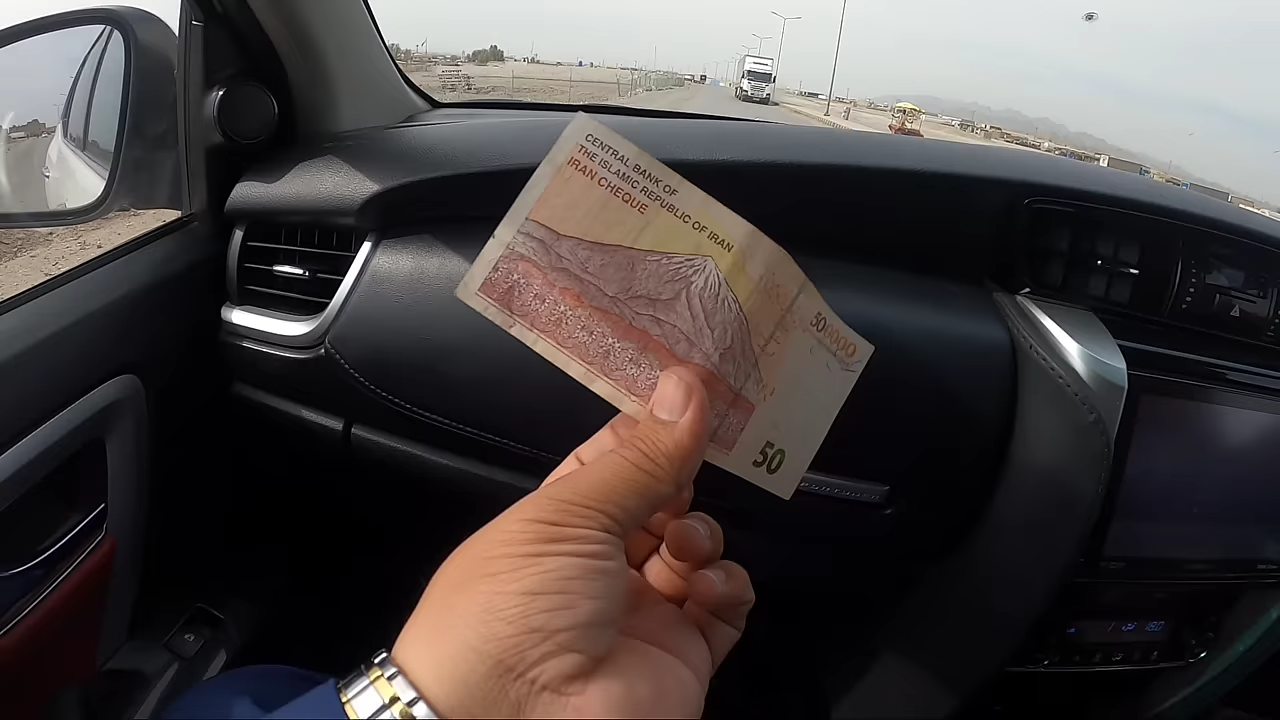 CENTRAL BANK OF
THE ISLAMIC REPUBLIC OF IRAN
IRAN CHEQUE
500000
50